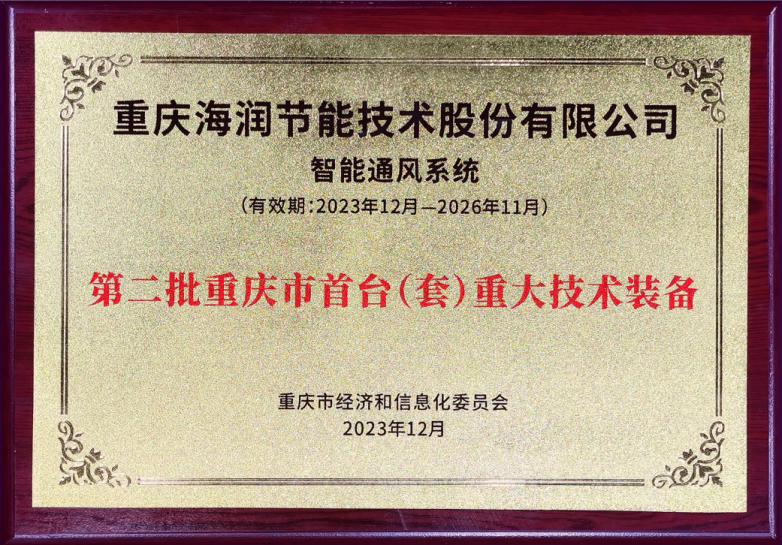 重庆海润节能技术股份有限公司
智能通风系统
(有效期:2023年12月—2026年11月)
第二批重庆市首台(套)重大技术装备
重庆市经济和信息化委员会
2023年12月